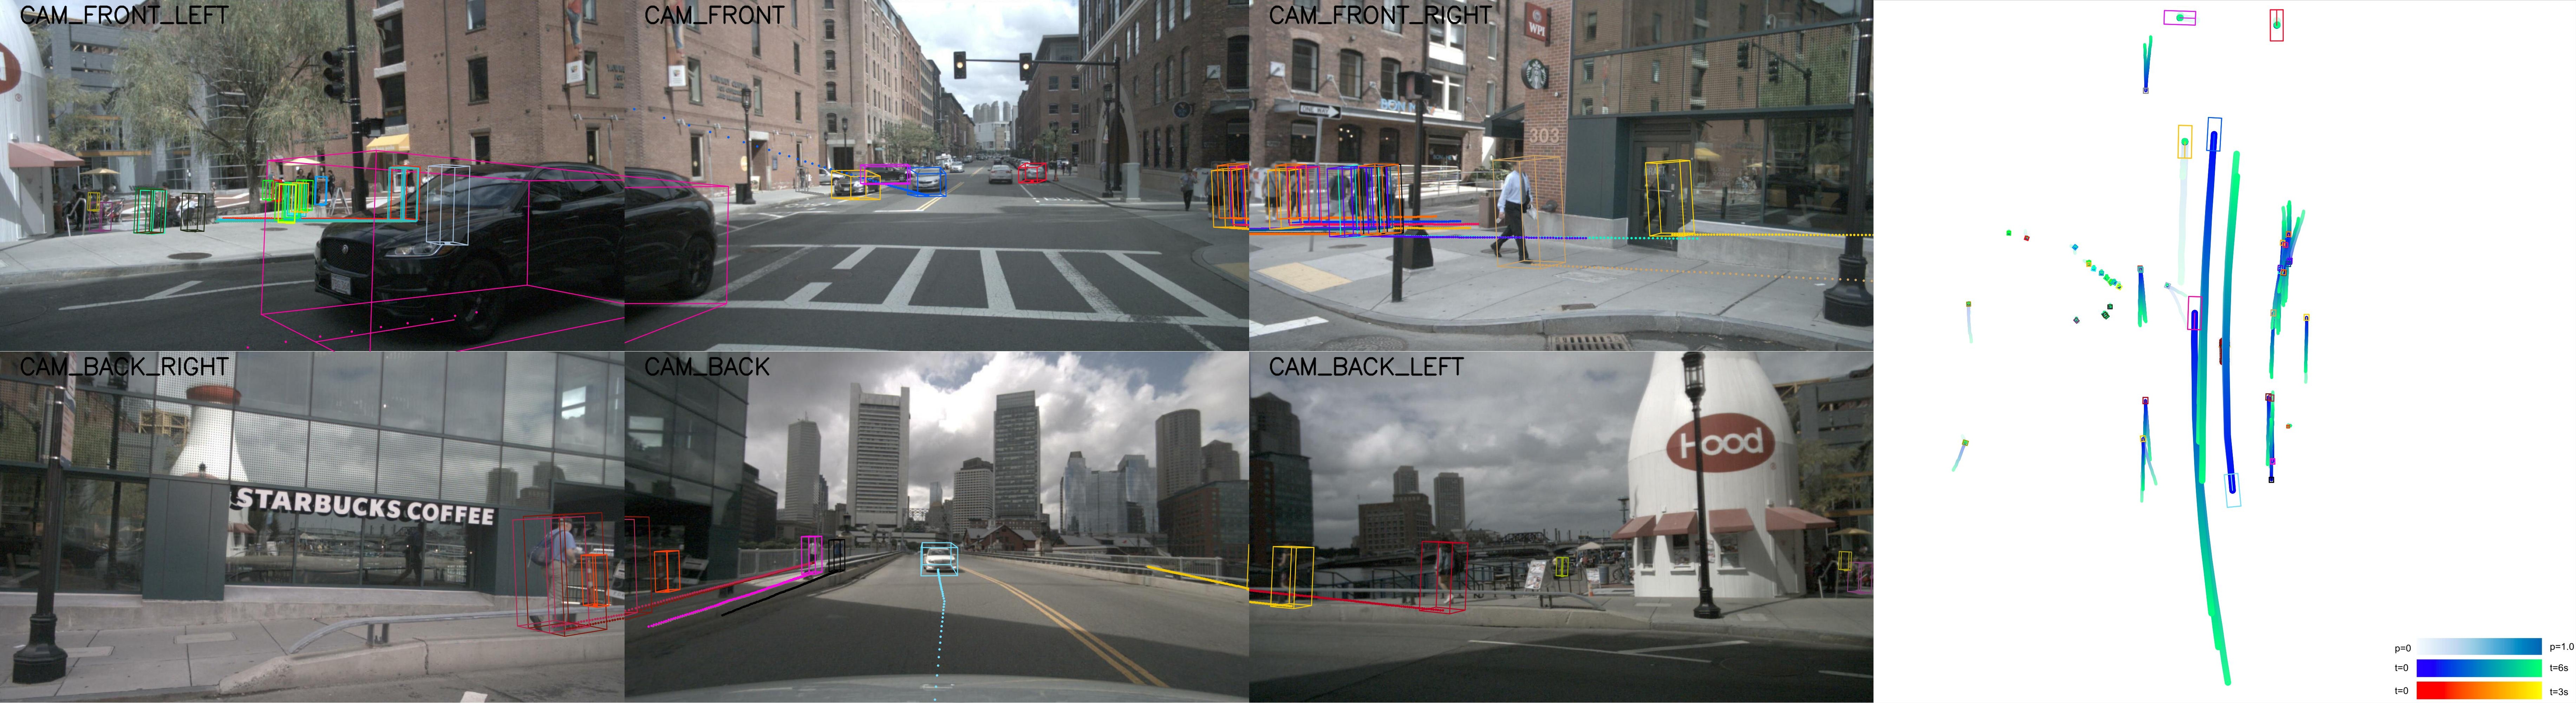 CAM_FRONT_LEFT
CAM_FRONT
CAM_FRONT_RIGHT
WPI
ONE WAY
303
CAM_BACK_RIGHT
CAM_BACK
CAM_BACK_LEFT
STARBUCKS COFFEE
Hood
p=0
p=1.0
t=0
t=6s
t=0
t=3s